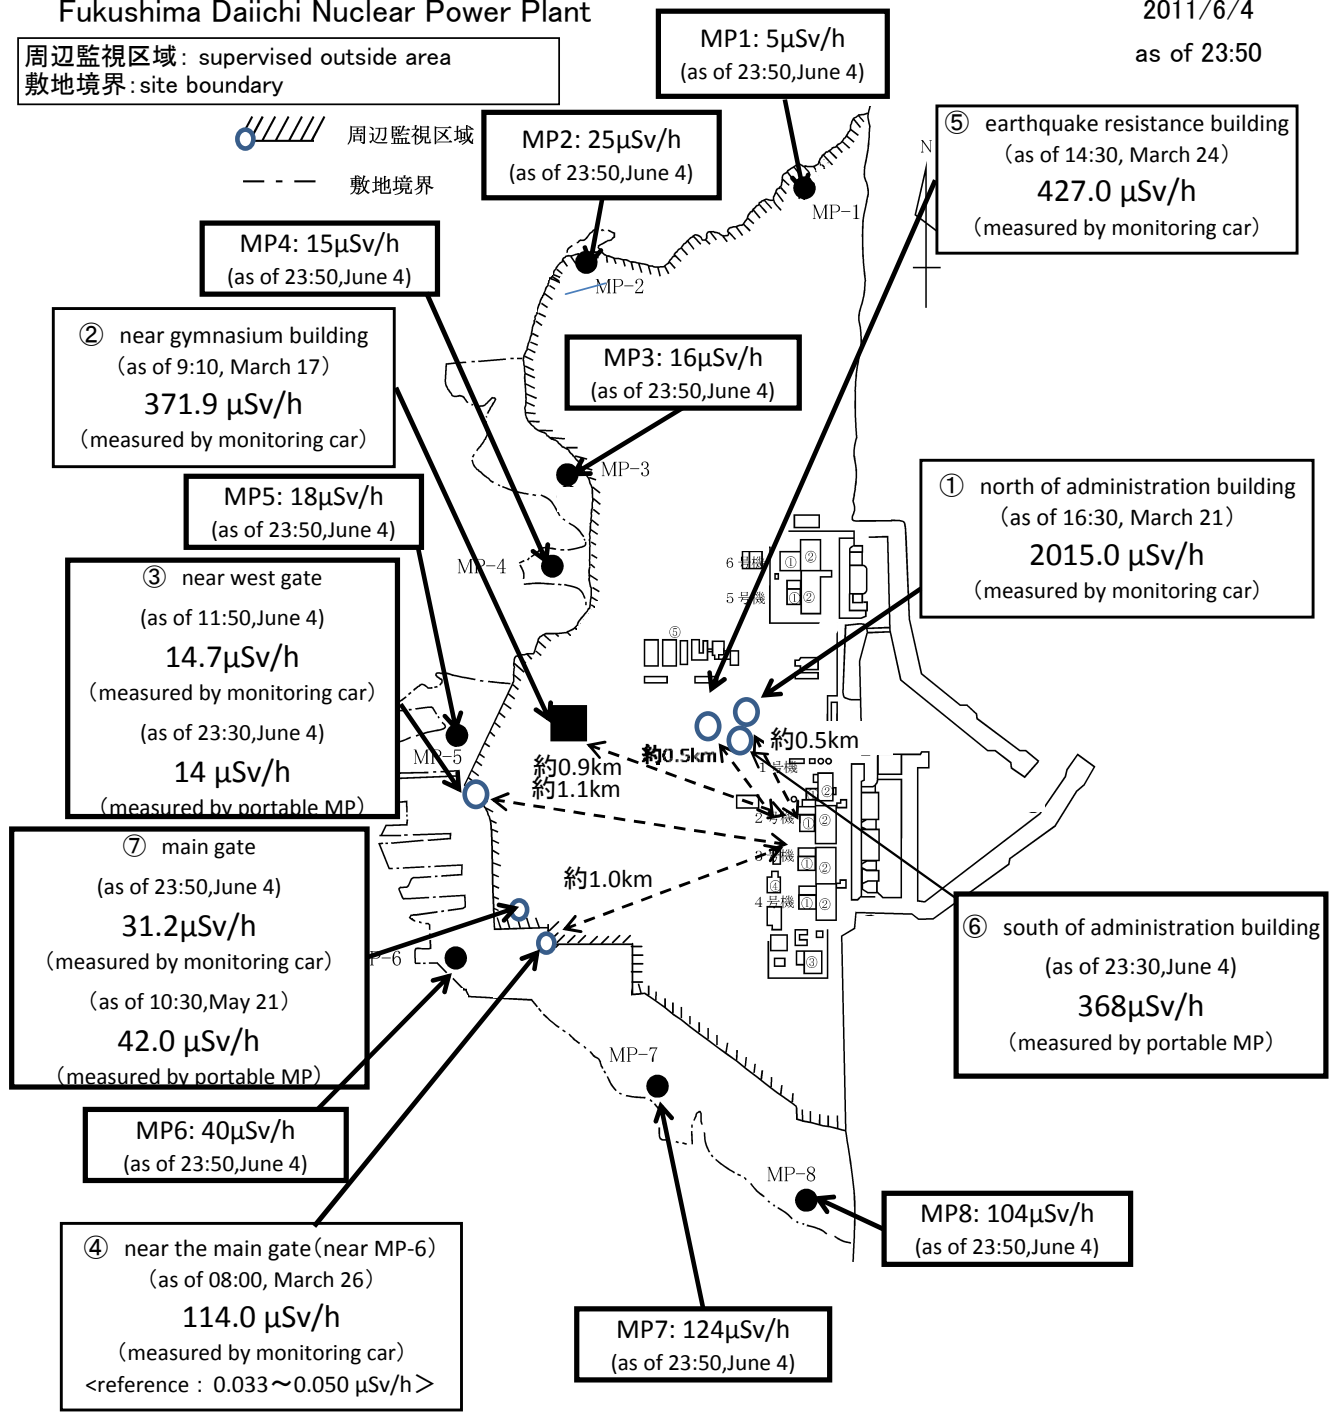 Fukushima Daiichi Nuclear Power Plant
2011/6/4
as of 23:50
周辺監視区域: supervised outside area
敷地境界:site boundary
周辺監視区域
敷地境界
MP1: 5μSv/h
(as of 23:50,June 4)
MP2: 25μSv/h
(as of 23:50,June 4)
⑤ earthquake resistance building
(as of 14:30, March 24)
427.0 μSv/h
(measured by monitoring car)
N
MP-1
MP4: 15μSv/h
(as of 23:50,June 4)
MP-2
② near gymnasium building
(as of 9:10, March 17)
371.9 μSv/h
(measured by monitoring car)
MP3: 16μSv/h
(as of 23:50,June 4)
MP-3
MP5: 18μSv/h
(as of 23:50,June 4)
① north of administration building
(as of 16:30, March 21)
2015.0 μSv/h
(measured by monitoring car)
MP-4
6号機 ① ②
5号機 ① ②
③ near west gate
(as of 11:50,June 4)
14.7μSv/h
(measured by monitoring car)
(as of 23:30,June 4)
14 μSv/h
(measured by portable MP)
⑤
MP-5
約0.5km
約0.5km
約0.9km
約1.1km
1号機 ②
2号機 ① ②
3号機 ① ②
④
4号機 ① ②
③
約1.0km
⑦ main gate
(as of 23:50,June 4)
31.2μSv/h
(measured by monitoring car)
(as of 10:30,May 21)
42.0 μSv/h
(measured by portable MP)
P-6
⑥ south of administration building
(as of 23:30,June 4)
368μSv/h
(measured by portable MP)
MP-7
MP6: 40μSv/h
(as of 23:50,June 4)
MP-8
MP8: 104μSv/h
(as of 23:50,June 4)
④ near the main gate(near MP-6)
(as of 08:00, March 26)
114.0 μSv/h
(measured by monitoring car)
<reference : 0.033～0.050 μSv/h>
MP7: 124μSv/h
(as of 23:50,June 4)